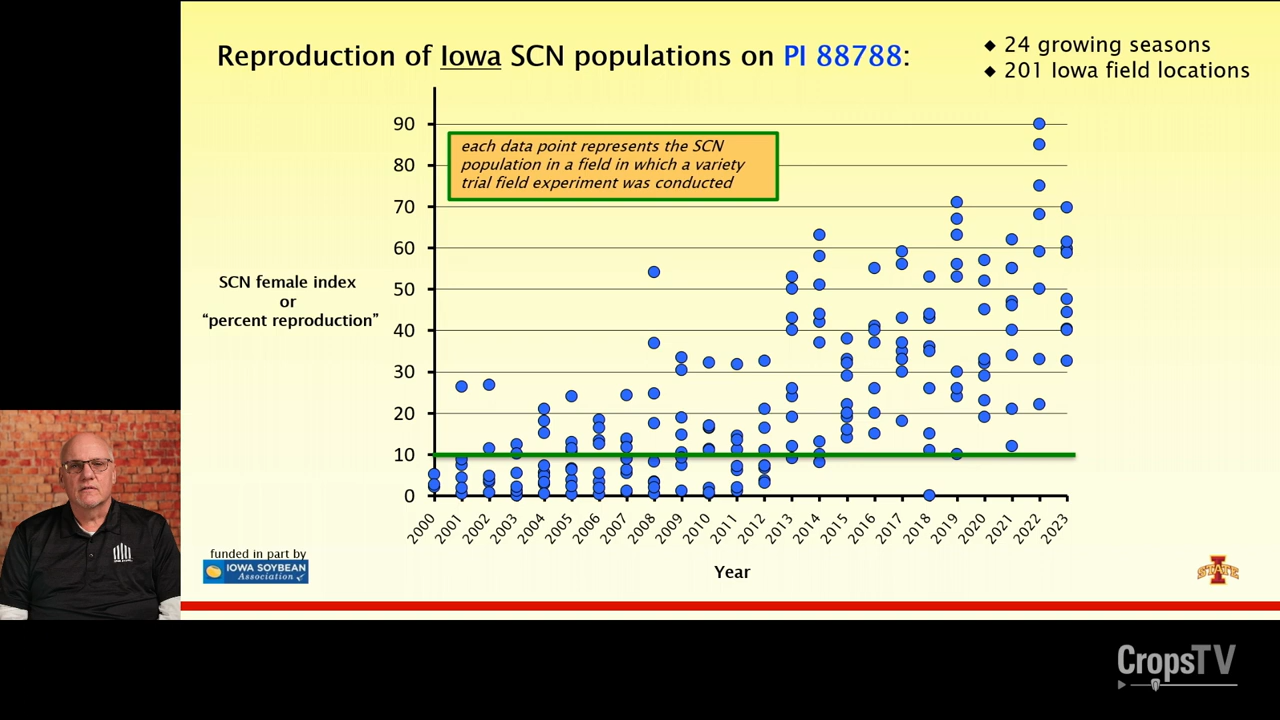 Reproduction of Iowa SCN populations on PI 88788:
◆ 24 growing seasons
◆ 201 Iowa field locations
each data point represents the SCN
population in a field in which a variety
trial field experiment was conducted
SCN female index
or
“percent reproduction”
90
80
70
60
50
40
30
20
10
0
2000
2001
2002
2003
2004
2005
2006
2007
2008
2009
2010
2011
2012
2013
2014
2015
2016
2017
2018
2019
2020
2021
2022
2023
Year
funded in part by
IOWA SOYBEAN
Association
STATE
CropsTV